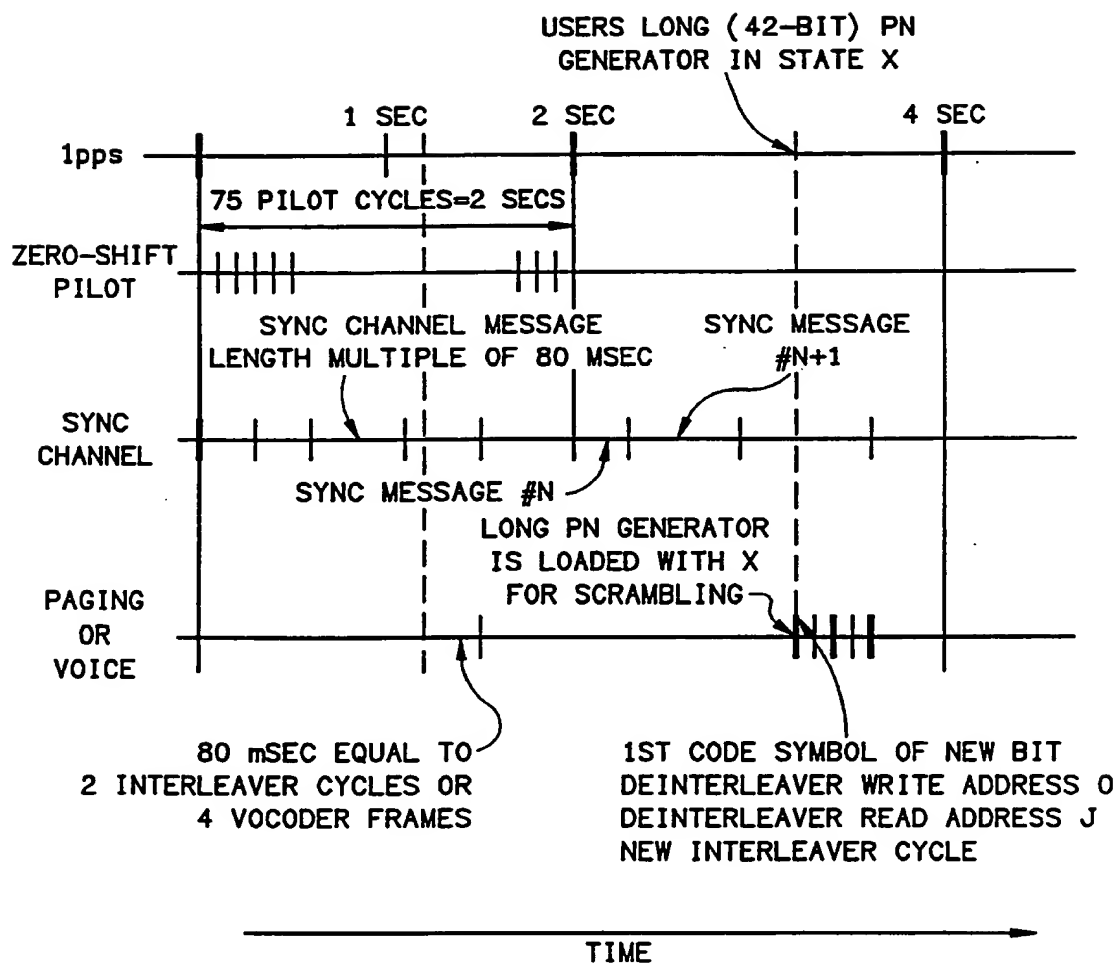 USERS LONG (42-BIT) PN
GENERATOR IN STATE X
1 SEC
2 SEC
4 SEC
1pps
75 PILOT CYCLES=2 SECS
ZERO-SHIFT
PILOT
SYNC CHANNEL MESSAGE
LENGTH MULTIPLE OF 80 MSEC
SYNC MESSAGE
#N+1
SYNC
CHANNEL
SYNC MESSAGE #N
LONG PN GENERATOR
IS LOADED WITH X
FOR SCRAMBLING
PAGING
OR
VOICE
80 mSEC EQUAL TO
2 INTERLEAVER CYCLES OR
4 VOCODER FRAMES
1ST CODE SYMBOL OF NEW BIT
DEINTERLEAVER WRITE ADDRESS O
DEINTERLEAVER READ ADDRESS J
NEW INTERLEAVER CYCLE
TIME